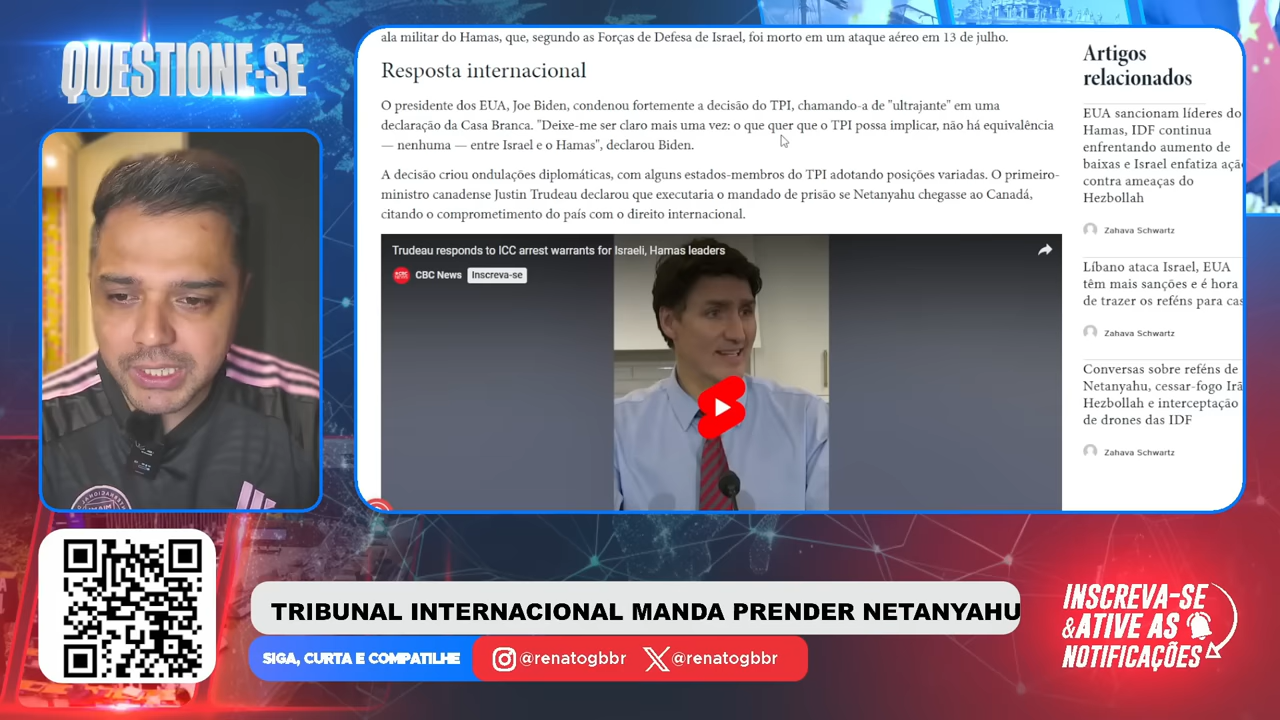 QUESTIONE-SE
ala militar do Hamas, que, segundo as Forças de Defesa de Israel, foi morto em um ataque aéreo em 13 de julho.
Resposta internacional
O presidente dos EUA, Joe Biden, condenou fortemente a decisão do TPI, chamando-a de "ultrajante" em uma
declaração da Casa Branca. "Deixe-me ser claro mais uma vez: o que quer que o TPI possa implicar, não há equivalência
— nenhuma — entre Israel e o Hamas", declarou Biden.
A decisão criou ondulações diplomáticas, com alguns estados-membros do TPI adotando posições variadas. O primeiro-
ministro canadense Justin Trudeau declarou que executaria o mandado de prisão se Netanyahu chegasse ao Canadá,
citando o comprometimento do país com o direito internacional.
Trudeau responds to ICC arrest warrants for Israeli, Hamas leaders
CBC News Inscreva-se
Artigos
relacionados
EUA sancionam líderes do
Hamas, IDF continua
enfrentando aumento de
baixas e Israel enfatiza açã
contra ameaças do
Hezbollah
Zahava Schwartz
Líbano ataca Israel, EUA
têm mais sanções e é hora
de trazer os reféns para cas
Zahava Schwartz
Conversas sobre reféns de
Netanyahu, cessar-fogo Irã
Hezbollah e interceptação
de drones das IDF
Zahava Schwartz
TRIBUNAL INTERNACIONAL MANDA PRENDER NETANYAHU
SIGA, CURTA E COMPATILHE
@renatogbbr
@renatogbbr
INSCREVA-SE
&ATIVE AS
NOTIFICAÇÕES